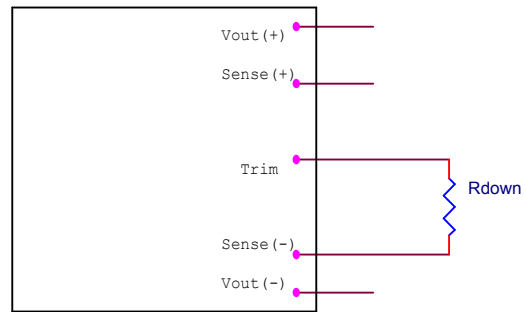 Vout(+)
Sense(+)
Trim
Rdown
Sense(-)
Vout(-)